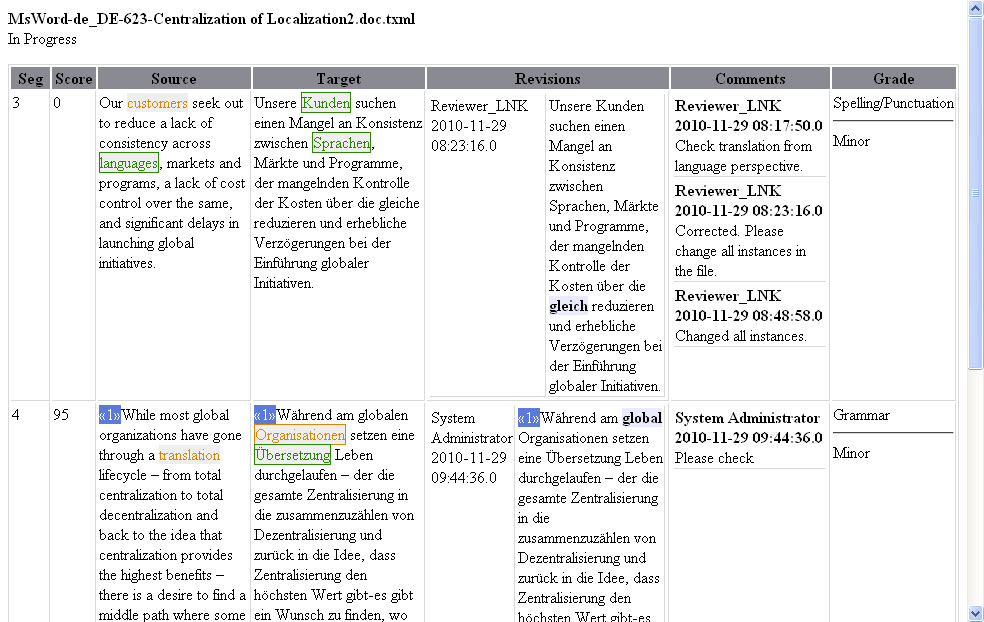 MsWord-de_DE-623-Centralization of Localization2.doc.txml
In Progress
Seg Score Source Target Revisions Comments Grade
3
0
Our customers seek out
to reduce a lack of
consistency across
languages, markets and
programs, a lack of cost
control over the same,
and significant delays in
launching global
initiatives.
Unsere Kunden suchen
einen Mangel an Konsistenz
zwischen Sprachen,
Märkte und Programme,
der mangelnden Kontrolle
der Kosten über die gleiche
reduzieren und erhebliche
Verzögerungen bei der
Einführung globaler
Initiativen.
Reviewer_LNK
2010-11-29
08:23:16.0
Unsere Kunden
suchen einen
Mangel an
Konsistenz
zwischen
Sprachen, Märkte
und Programme,
der mangelnden
Kontrolle der
Kosten über die
gleich reduzieren
und erhebliche
Verzögerungen bei
der Einführung
globaler Initiativen.
Reviewer_LNK
2010-11-29 08:17:50.0
Check translation from
language perspective.
Reviewer_LNK
2010-11-29 08:23:16.0
Corrected. Please
change all instances in
the file.
Reviewer_LNK
2010-11-29 08:48:58.0
Changed all instances.
Spelling/Punctuation
Minor
4
95
«1»While most global
organizations have gone
through a translation
lifecycle – from total
centralization to total
decentralization and
back to the idea that
centralization provides
the highest benefits –
there is a desire to find a
middle path where some
«1»Während am globalen
Organisationen setzen eine
Übersetzung Leben
durchgelaufen – der die
gesamte Zentralisierung in
die zusammenzuzählen von
Dezentralisierung und
zurück in die Idee, dass
Zentralisierung den
höchsten Wert gibt-es gibt
ein Wunsch zu finden, wo
System
Administrator
2010-11-29
09:44:36.0
«1»Während am global
Organisationen setzen
eine Übersetzung Leben
durchgelaufen – der die
gesamte Zentralisierung
in die
zusammenzuzählen von
Dezentralisierung und
zurück in die Idee, dass
Zentralisierung den
höchsten Wert gibt-es
System Administrator
2010-11-29 09:44:36.0
Please check
Grammar
Minor